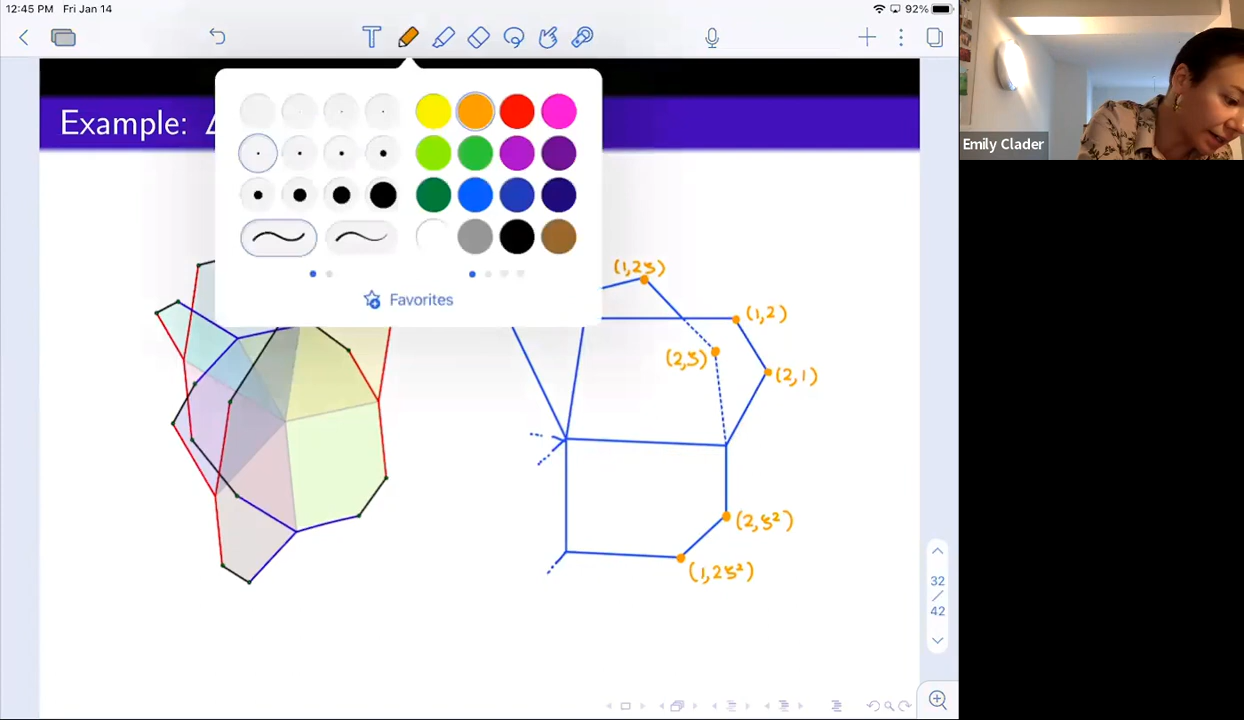 12:45 PM Fri Jan 14
92%
T
Example:
Favorites
Emily Clader
(1,2ζ)
(1,2)
(2,ζ)
(2,1)
(2,ζ²)
(1,2ζ²)
32
/
42